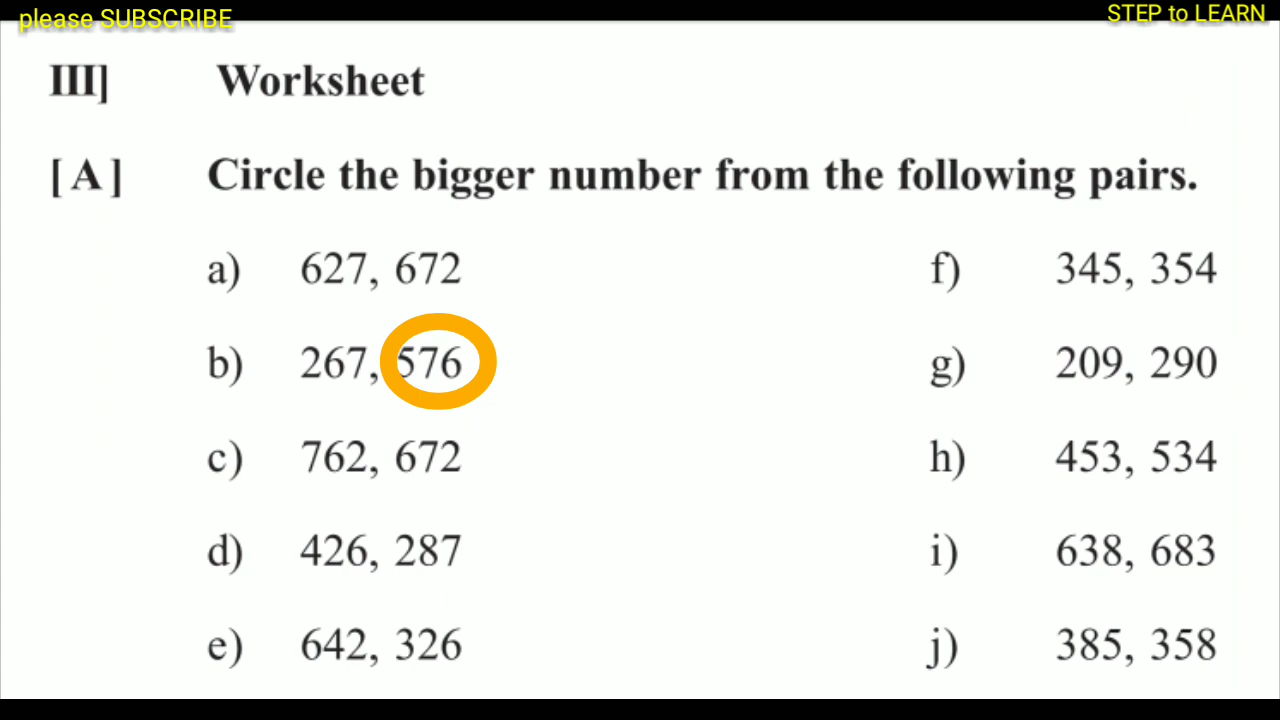 please SUBSCRIBE
STEP to LEARN
III] Worksheet
[ A ] Circle the bigger number from the following pairs.
a) 627, 672
f) 345, 354
b) 267, 576
g) 209, 290
c) 762, 672
h) 453, 534
d) 426, 287
i) 638, 683
e) 642, 326
j) 385, 358